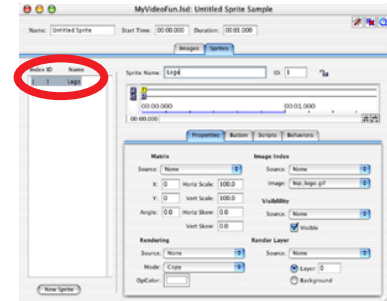 MyVideoFun.lsd: Untitled Sprite Sample
Name: Untitled Sprite Start Time: 00:00.000 Duration: 00:01.000
Images Sprites
Index ID Name
1 1 Logo
Sprite Name: Logo ID: 1
00:00.000 00:01.000
00:00.000
Properties Button Scripts Behaviors
Matrix
Source: None
X: 0 Horiz Scale: 100.0
Y: 0 Vert Scale: 100.0
Angle: 0.0 Horiz Skew: 0.0
Vert Skew: 0.0
Image Index
Source: None
Image: hip_logo.gif
Visibility
Source: None
Visible
Rendering
Source: None
Mode: Copy
OpColor:
Render Layer
Source: None
Layer: 0
Background
New Sprite